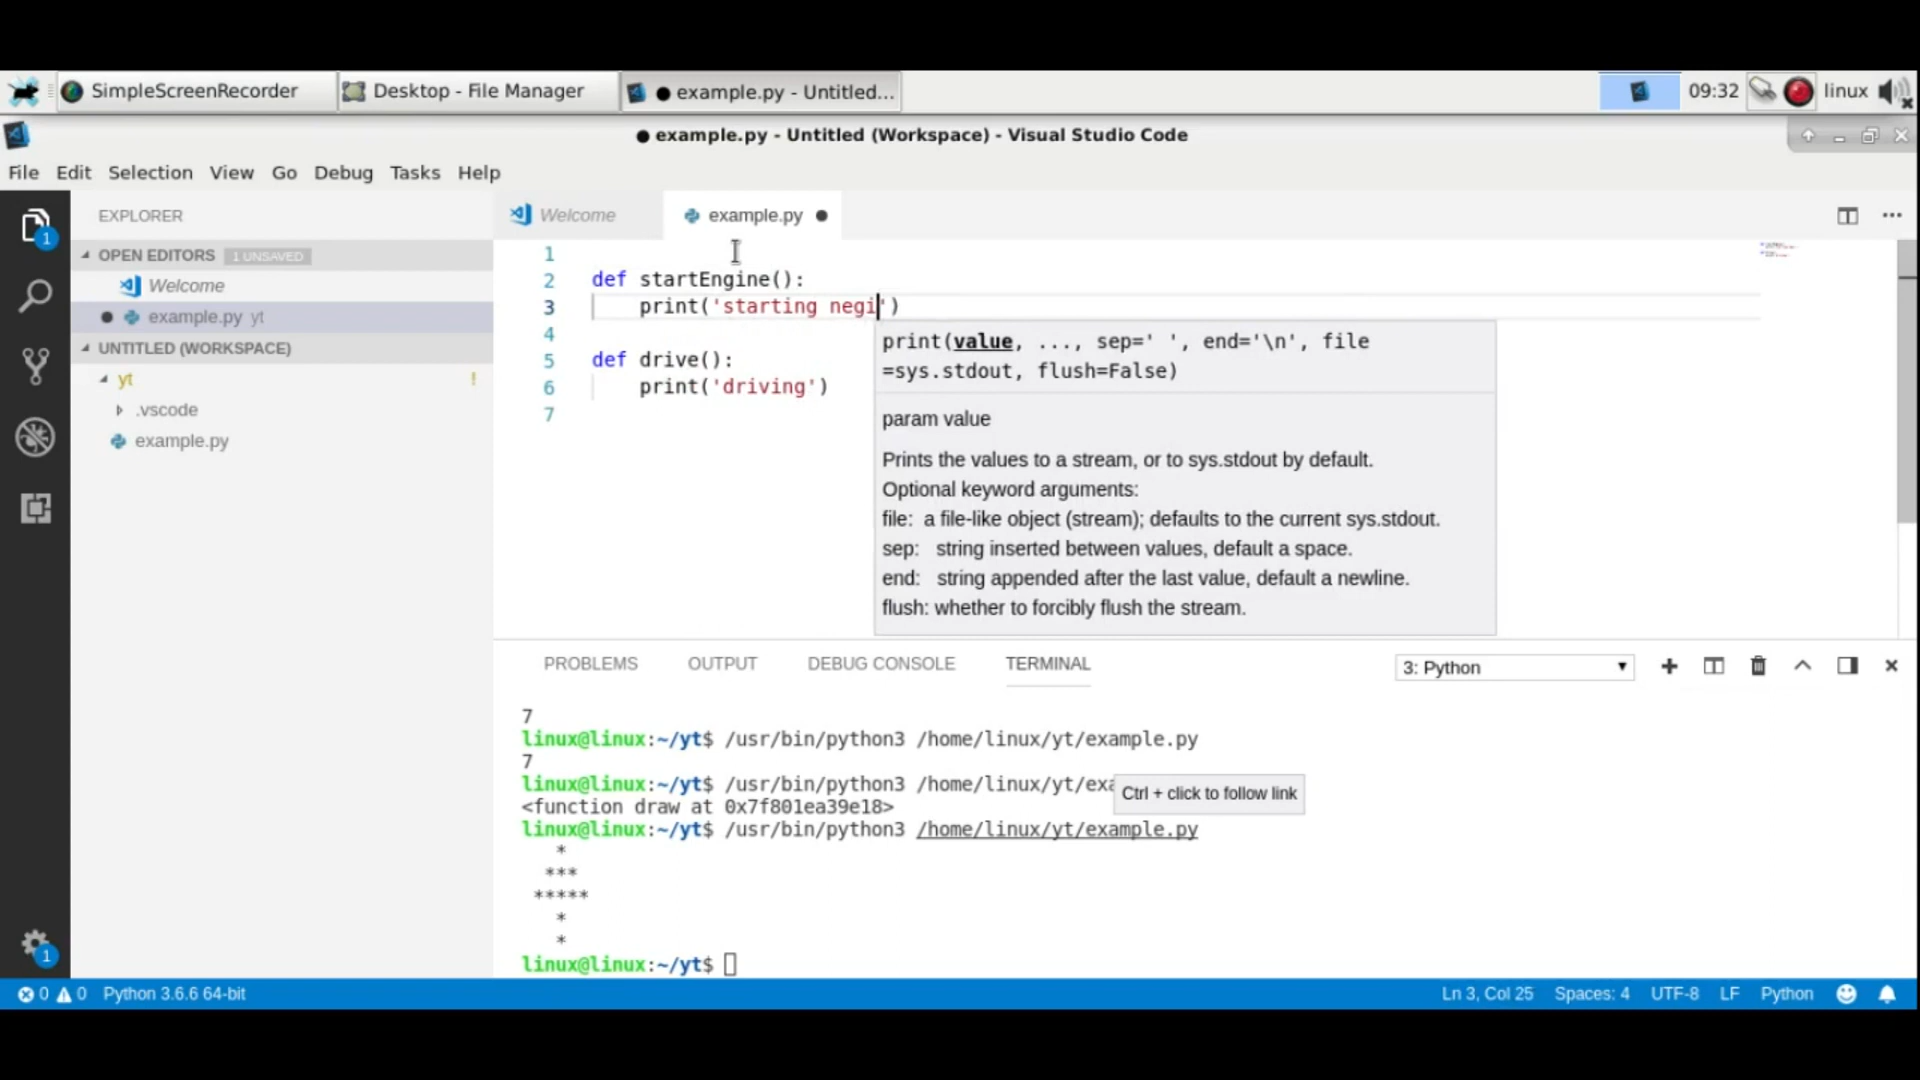 SimpleScreenRecorder
Desktop - File Manager
● example.py - Untitled...
09:32
linux
● example.py - Untitled (Workspace) - Visual Studio Code
File Edit Selection View Go Debug Tasks Help
EXPLORER
OPEN EDITORS 1 UNSAVED
Welcome
● example.py yt
UNTITLED (WORKSPACE)
yt !
.vscode
example.py
1
1
Welcome
example.py ●
1
2 def startEngine():
3 print('starting negi')
4
5 def drive():
6 print('driving')
7
print(value, ..., sep=' ', end='\n', file
=sys.stdout, flush=False)
param value
Prints the values to a stream, or to sys.stdout by default.
Optional keyword arguments:
file: a file-like object (stream); defaults to the current sys.stdout.
sep: string inserted between values, default a space.
end: string appended after the last value, default a newline.
flush: whether to forcibly flush the stream.
PROBLEMS OUTPUT DEBUG CONSOLE TERMINAL
3: Python
7
linux@linux:~/yt$ /usr/bin/python3 /home/linux/yt/example.py
7
linux@linux:~/yt$ /usr/bin/python3 /home/linux/yt/exa
Ctrl + click to follow link
<function draw at 0x7f801ea39e18>
linux@linux:~/yt$ /usr/bin/python3 /home/linux/yt/example.py
*
***
*****
*
*
linux@linux:~/yt$
0 0 Python 3.6.6 64-bit
Ln 3, Col 25 Spaces: 4 UTF-8 LF Python